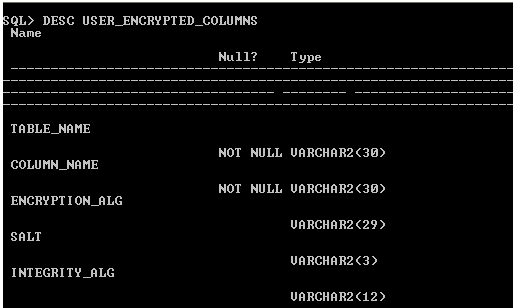 SQL> DESC USER_ENCRYPTED_COLUMNS
Name
Null? Type
TABLE_NAME
NOT NULL VARCHAR2(30)
COLUMN_NAME
NOT NULL VARCHAR2(30)
ENCRYPTION_ALG
VARCHAR2(29)
SALT
VARCHAR2(3)
INTEGRITY_ALG
VARCHAR2(12)